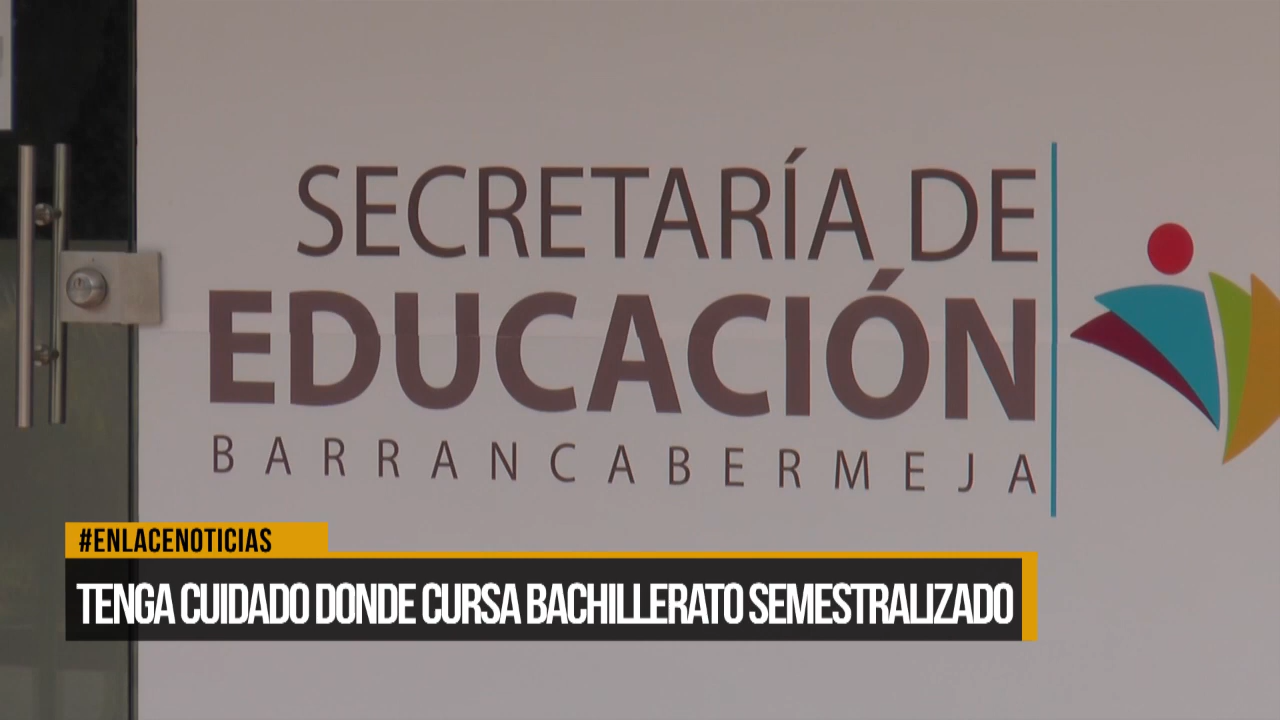 SECRETARÍA DE
EDUCACIÓN
BARRANCABERMEJA
#ENLACENOTICIAS
TENGA CUIDADO DONDE CURSA BACHILLERATO SEMESTRALIZADO